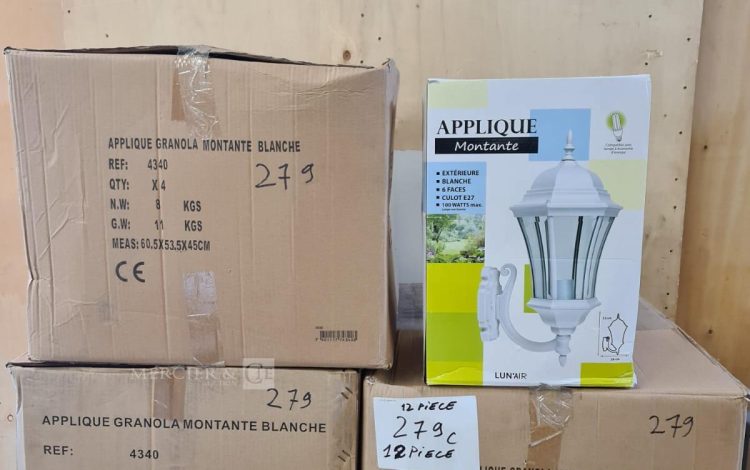 APPLIQUE GRANOLA MONTANTE BLANCHE
REF: 4340
279
QTY: X 4
N.W: 8 KGS
G.W: 11 KGS
MEAS: 60.5X53.5X45CM
CE
APPLIQUE
Montante
• EXTÉRIEURE
• BLANCHE
• 6 FACES
• CULOT E27
• 100 WATTS max.
LUN'AIR
MERCIER & CIE
279
APPLIQUE GRANOLA MONTANTE BLANCHE
REF: 4340
12 PIECE
279 C
12 PIECE
279